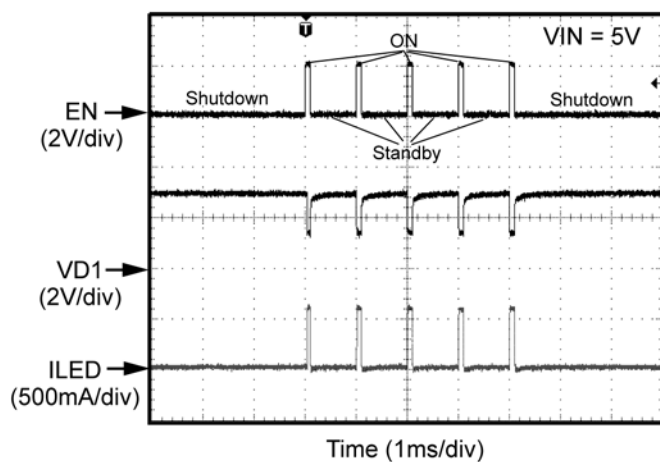 T
ON
VIN = 5V
Shutdown
Shutdown
EN
(2V/div)
Standby
VD1
(2V/div)
ILED
(500mA/div)
Time (1ms/div)